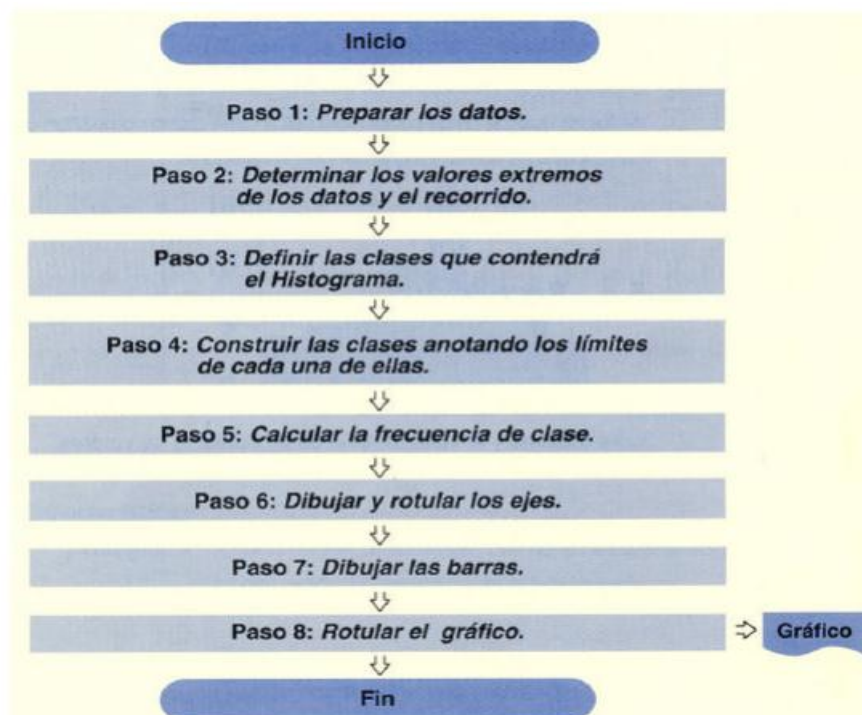 Inicio
Paso 1: Preparar los datos.
Paso 2: Determinar los valores extremos
de los datos y el recorrido.
Paso 3: Definir las clases que contendrá
el Histograma.
Paso 4: Construir las clases anotando los límites
de cada una de ellas.
Paso 5: Calcular la frecuencia de clase.
Paso 6: Dibujar y rotular los ejes.
Paso 7: Dibujar las barras.
Paso 8: Rotular el gráfico.
Gráfico
Fin